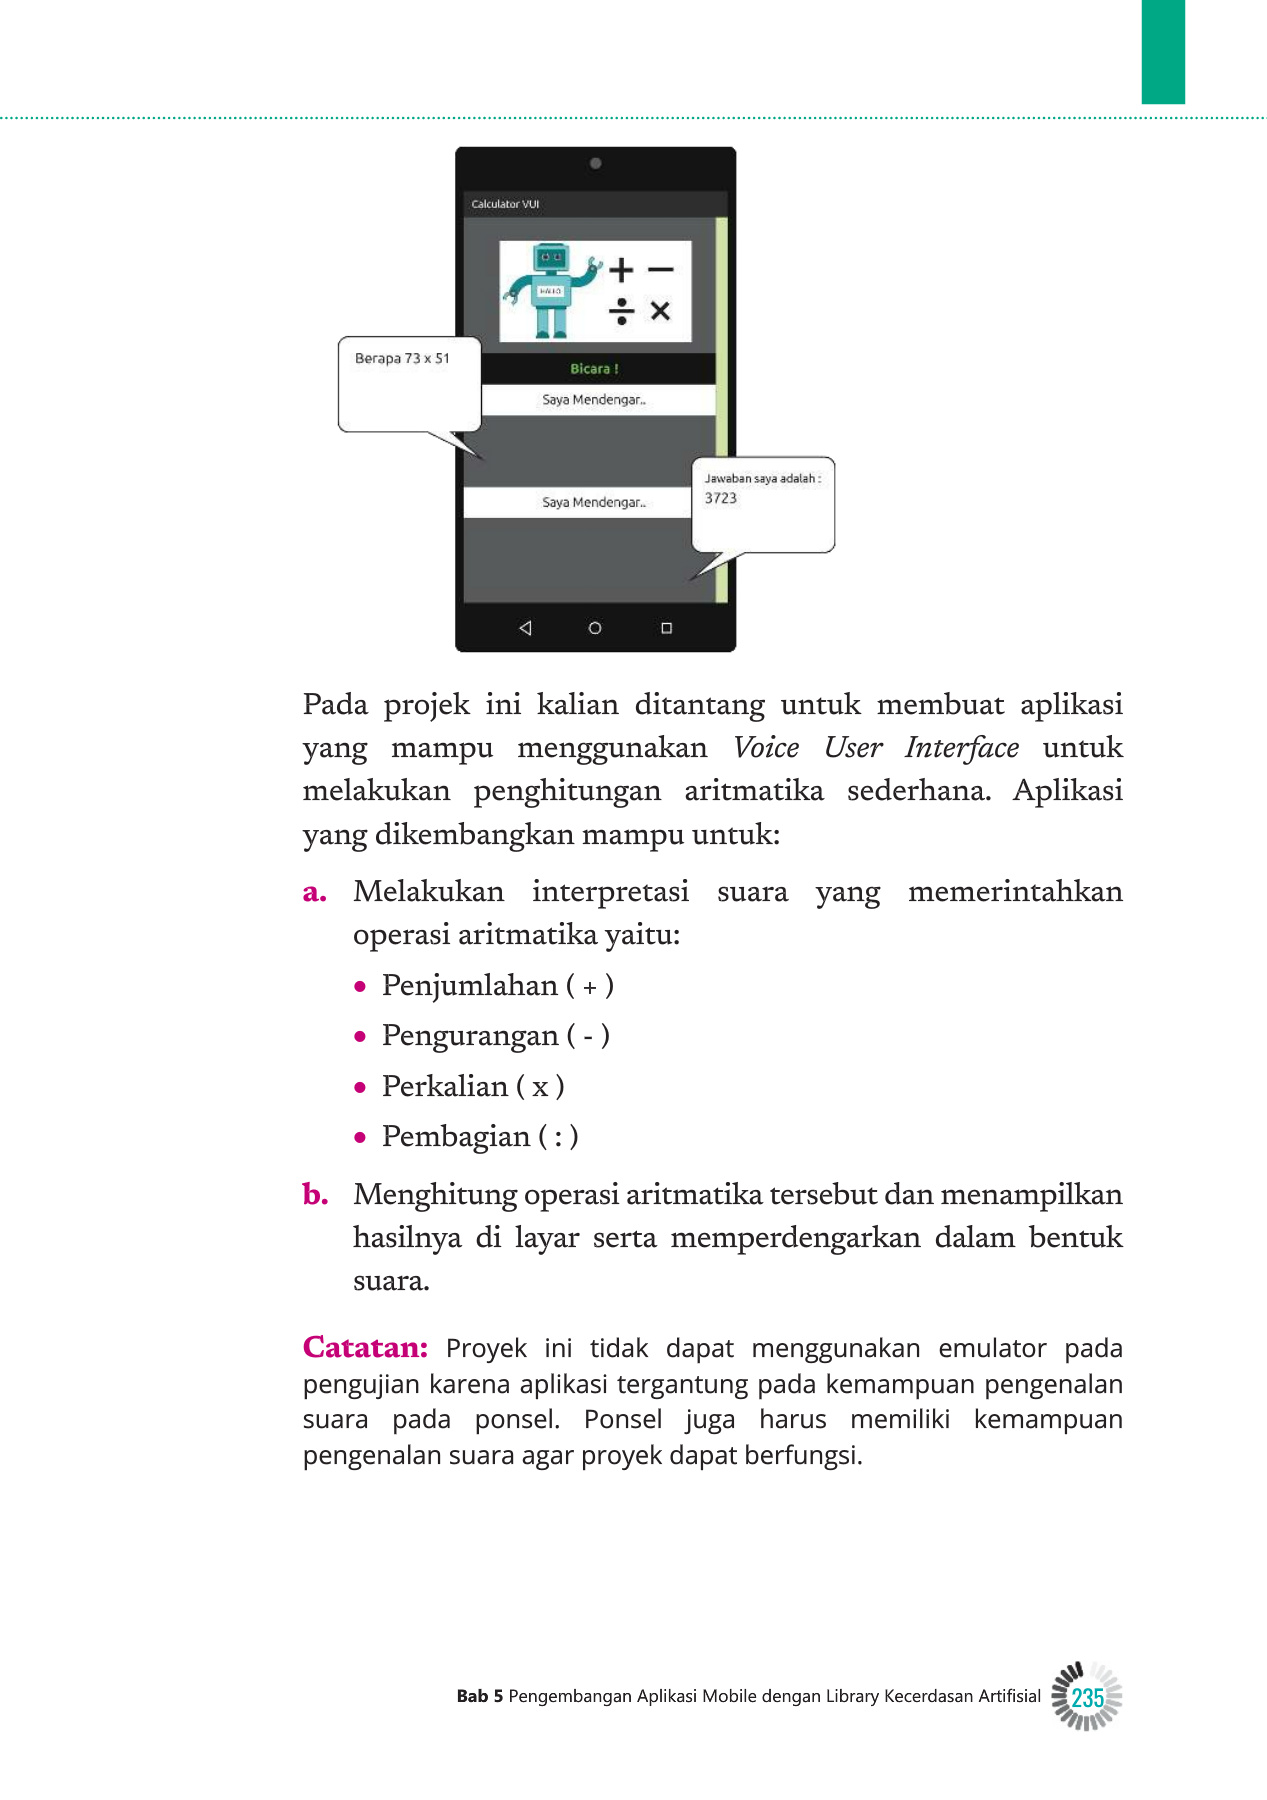 Calculator VUI
HALLO
Berapa 73 x 51
Bicara !
Saya Mendengar..
Jawaban saya adalah :
3723
Saya Mendengar..
Pada projek ini kalian ditantang untuk membuat aplikasi
yang mampu menggunakan Voice User Interface untuk
melakukan penghitungan aritmatika sederhana. Aplikasi
yang dikembangkan mampu untuk:
a. Melakukan interpretasi suara yang memerintahkan
operasi aritmatika yaitu:
• Penjumlahan ( + )
• Pengurangan ( - )
• Perkalian ( x )
• Pembagian ( : )
b. Menghitung operasi aritmatika tersebut dan menampilkan
hasilnya di layar serta memperdengarkan dalam bentuk
suara.
Catatan: Proyek ini tidak dapat menggunakan emulator pada
pengujian karena aplikasi tergantung pada kemampuan pengenalan
suara pada ponsel. Ponsel juga harus memiliki kemampuan
pengenalan suara agar proyek dapat berfungsi.
Bab 5 Pengembangan Aplikasi Mobile dengan Library Kecerdasan Artifisial 235